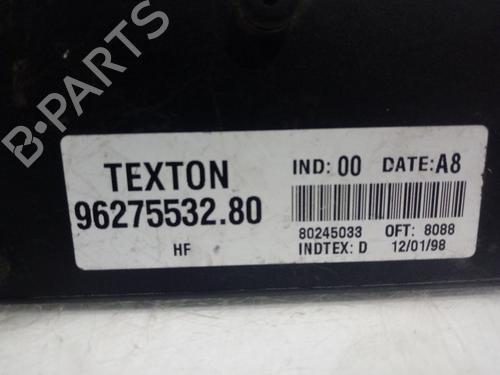 B-PARTS
TEXTON
96275532.80
HF
IND: 00 DATE: A8
80245033 OFT: 8088
INDTEX: D 12/01/98